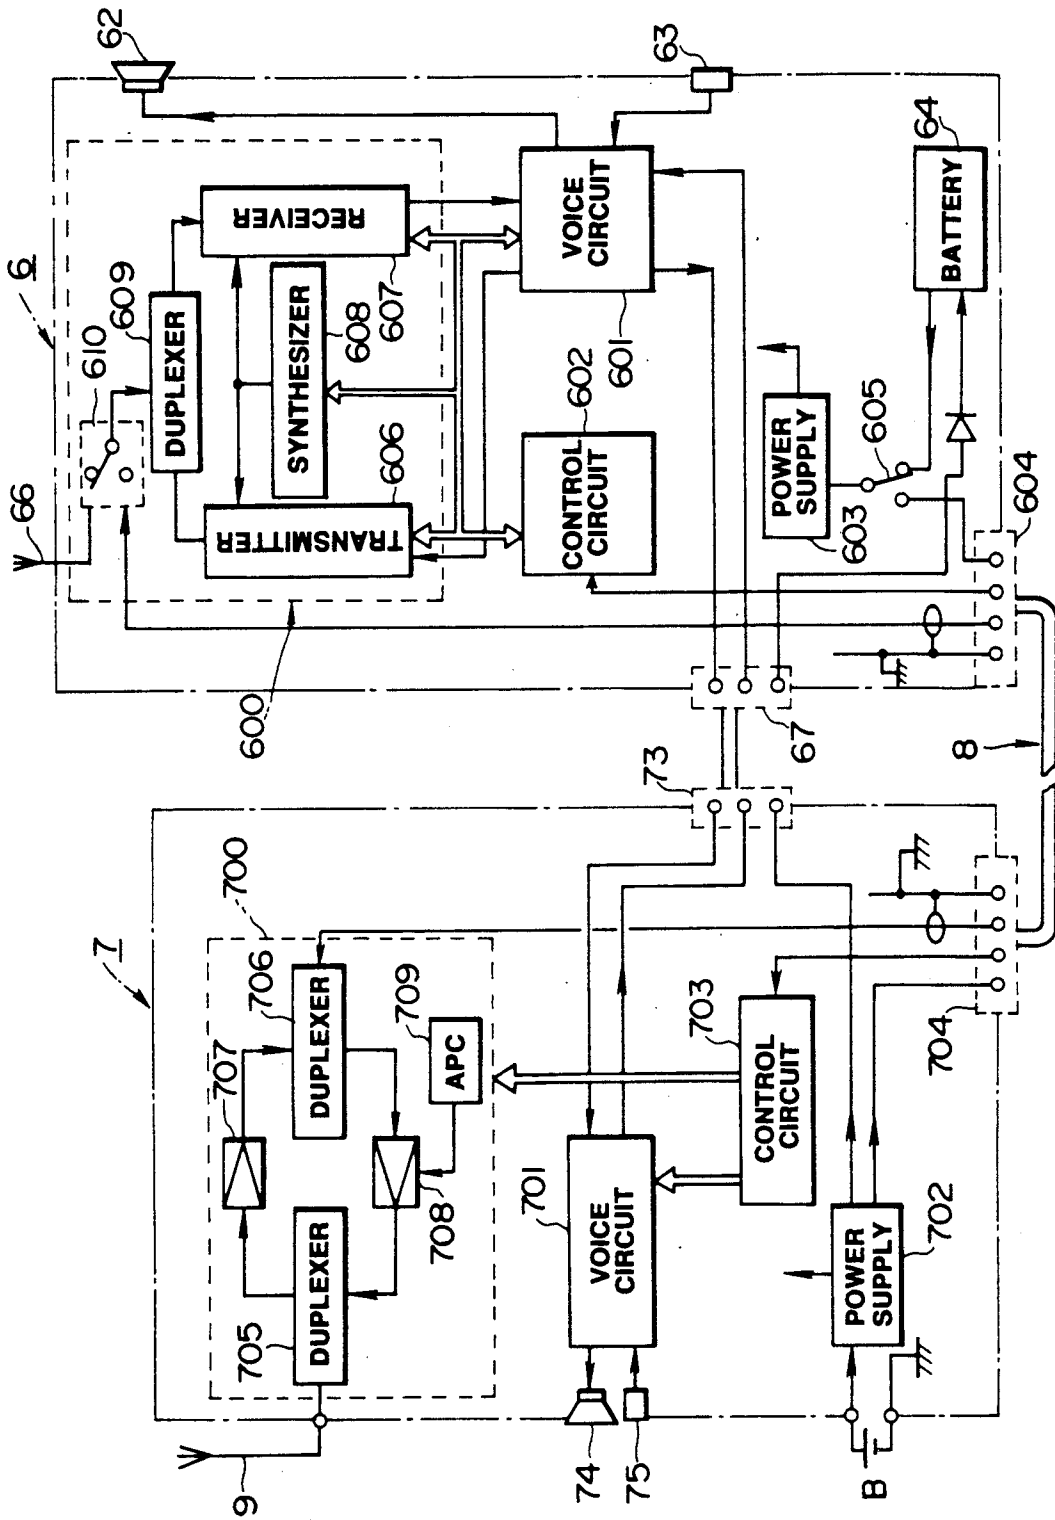 62
63
64
6
609
610
66
DUPLEXER
RECEIVER
607
SYNTHESIZER
608
TRANSMITTER
606
600
VOICE
CIRCUIT
601
CONTROL
CIRCUIT
602
POWER
SUPPLY
603
605
BATTERY
604
67
73
8
7
700
DUPLEXER
706
707
709
APC
708
DUPLEXER
705
9
701
VOICE
CIRCUIT
703
CONTROL
CIRCUIT
704
POWER
SUPPLY
702
74
75
B